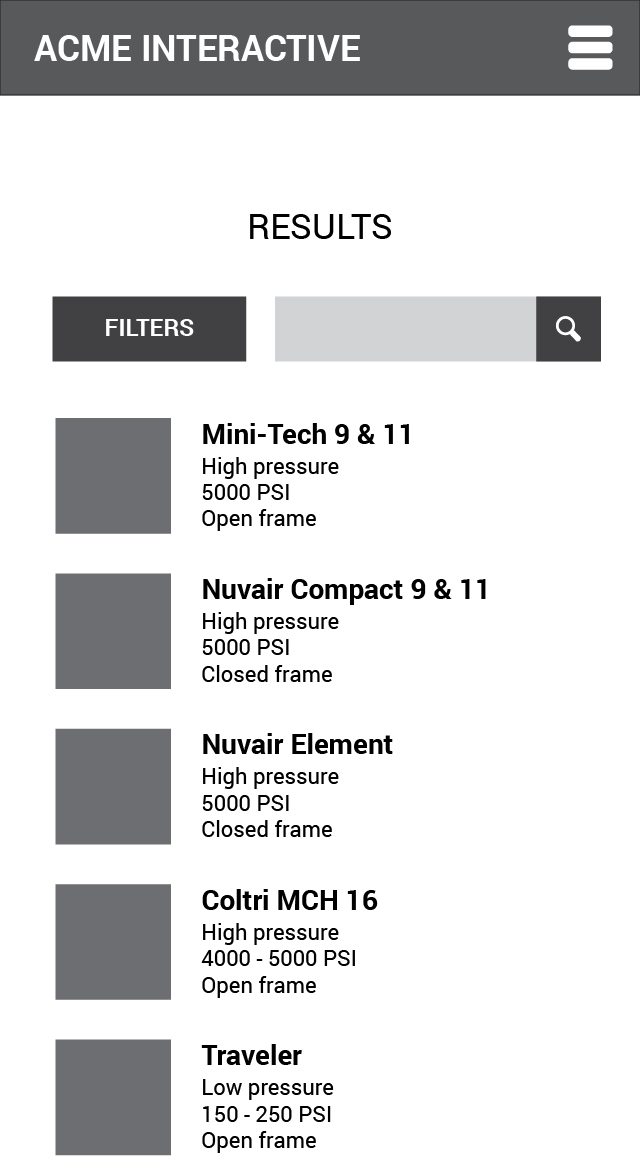 ACME INTERACTIVE
RESULTS
FILTERS
Mini-Tech 9 & 11
High pressure
5000 PSI
Open frame
Nuvair Compact 9 & 11
High pressure
5000 PSI
Closed frame
Nuvair Element
High pressure
5000 PSI
Closed frame
Coltri MCH 16
High pressure
4000 - 5000 PSI
Open frame
Traveler
Low pressure
150 - 250 PSI
Open frame